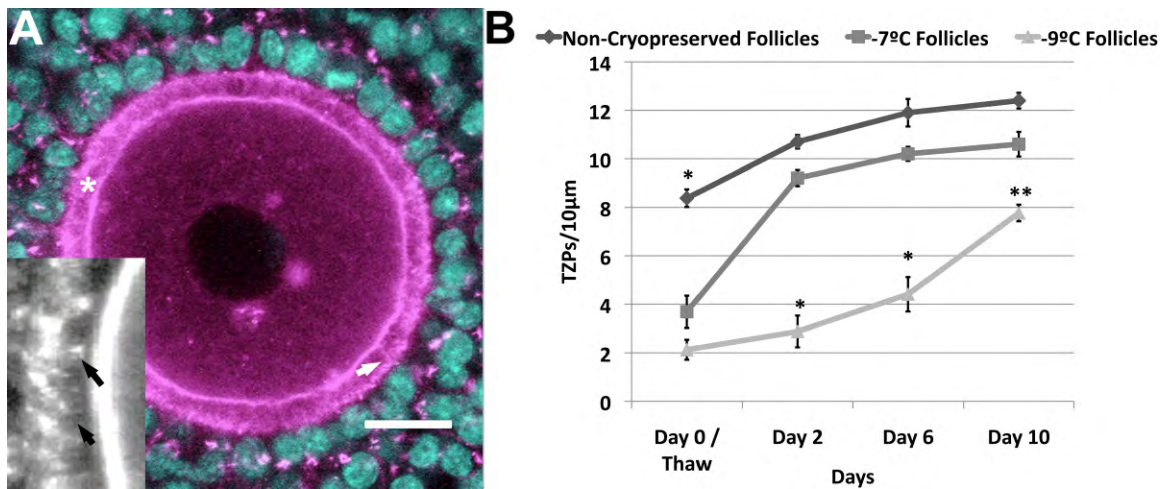 A
*
B
Non-Cryopreserved Follicles -7ºC Follicles -9ºC Follicles
14
12
10
8
6
4
2
0
TZPs/10µm
*
*
*
**
Day 0 / Thaw
Day 2
Day 6
Day 10
Days